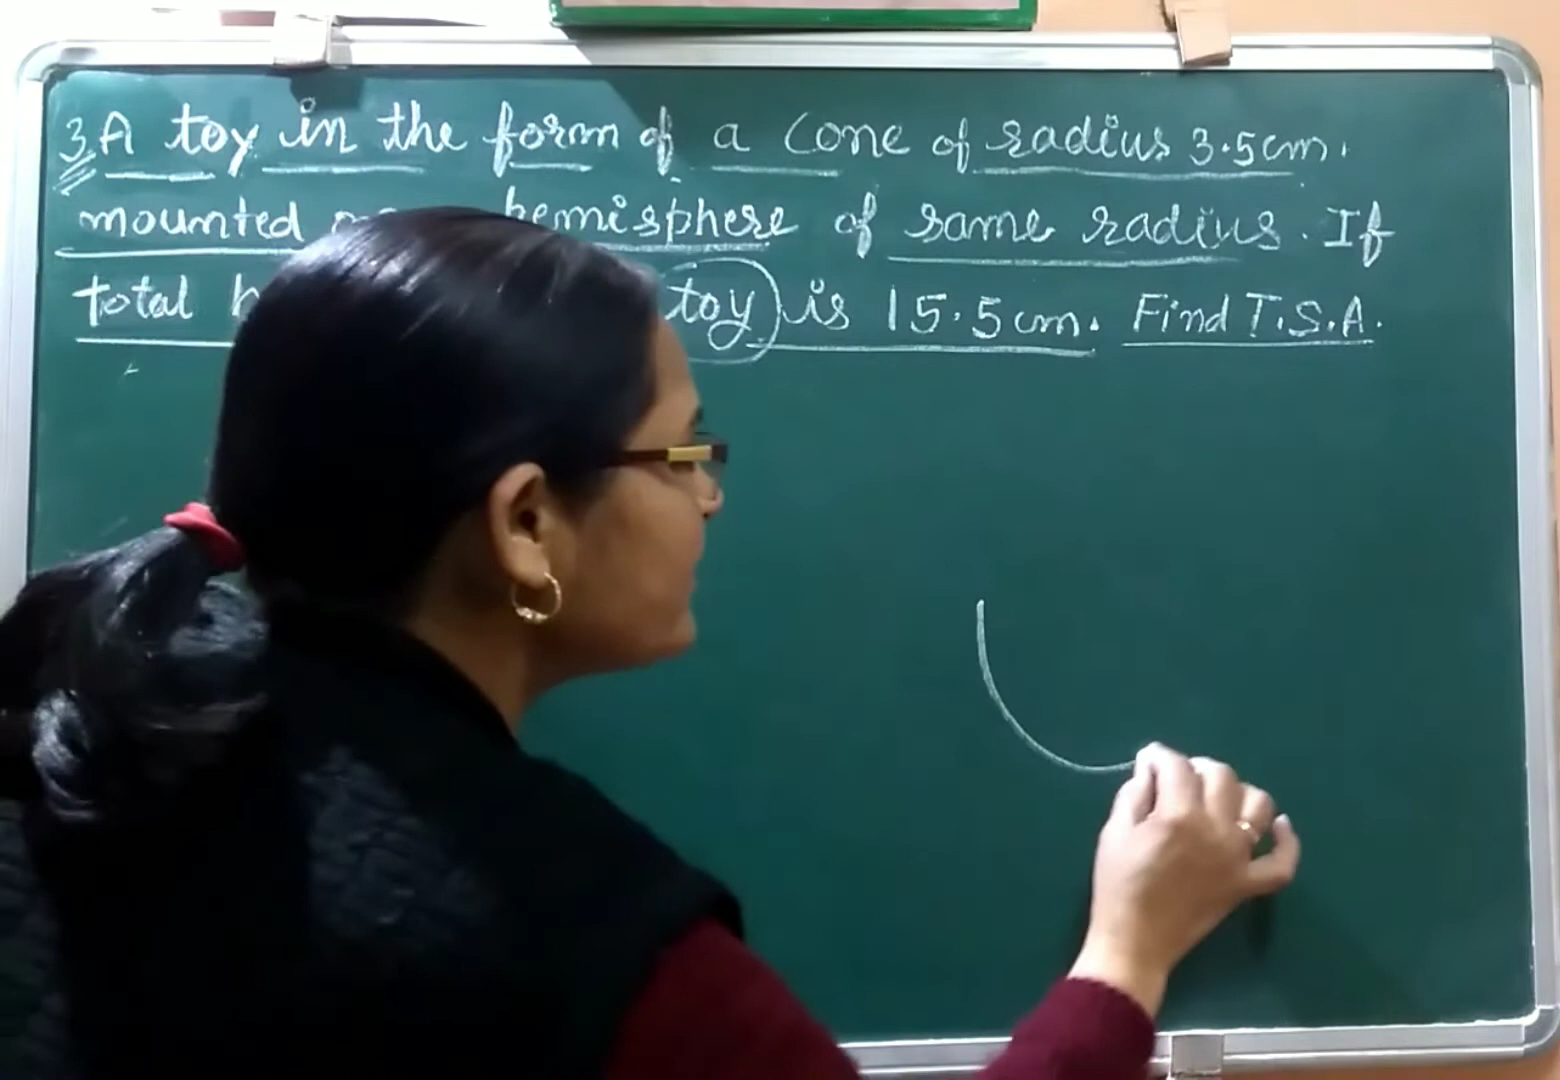 3. A toy in the form of a cone of radius 3.5cm.
mounted hemisphere of same radius. If
total toy is 15.5cm. Find T.S.A.